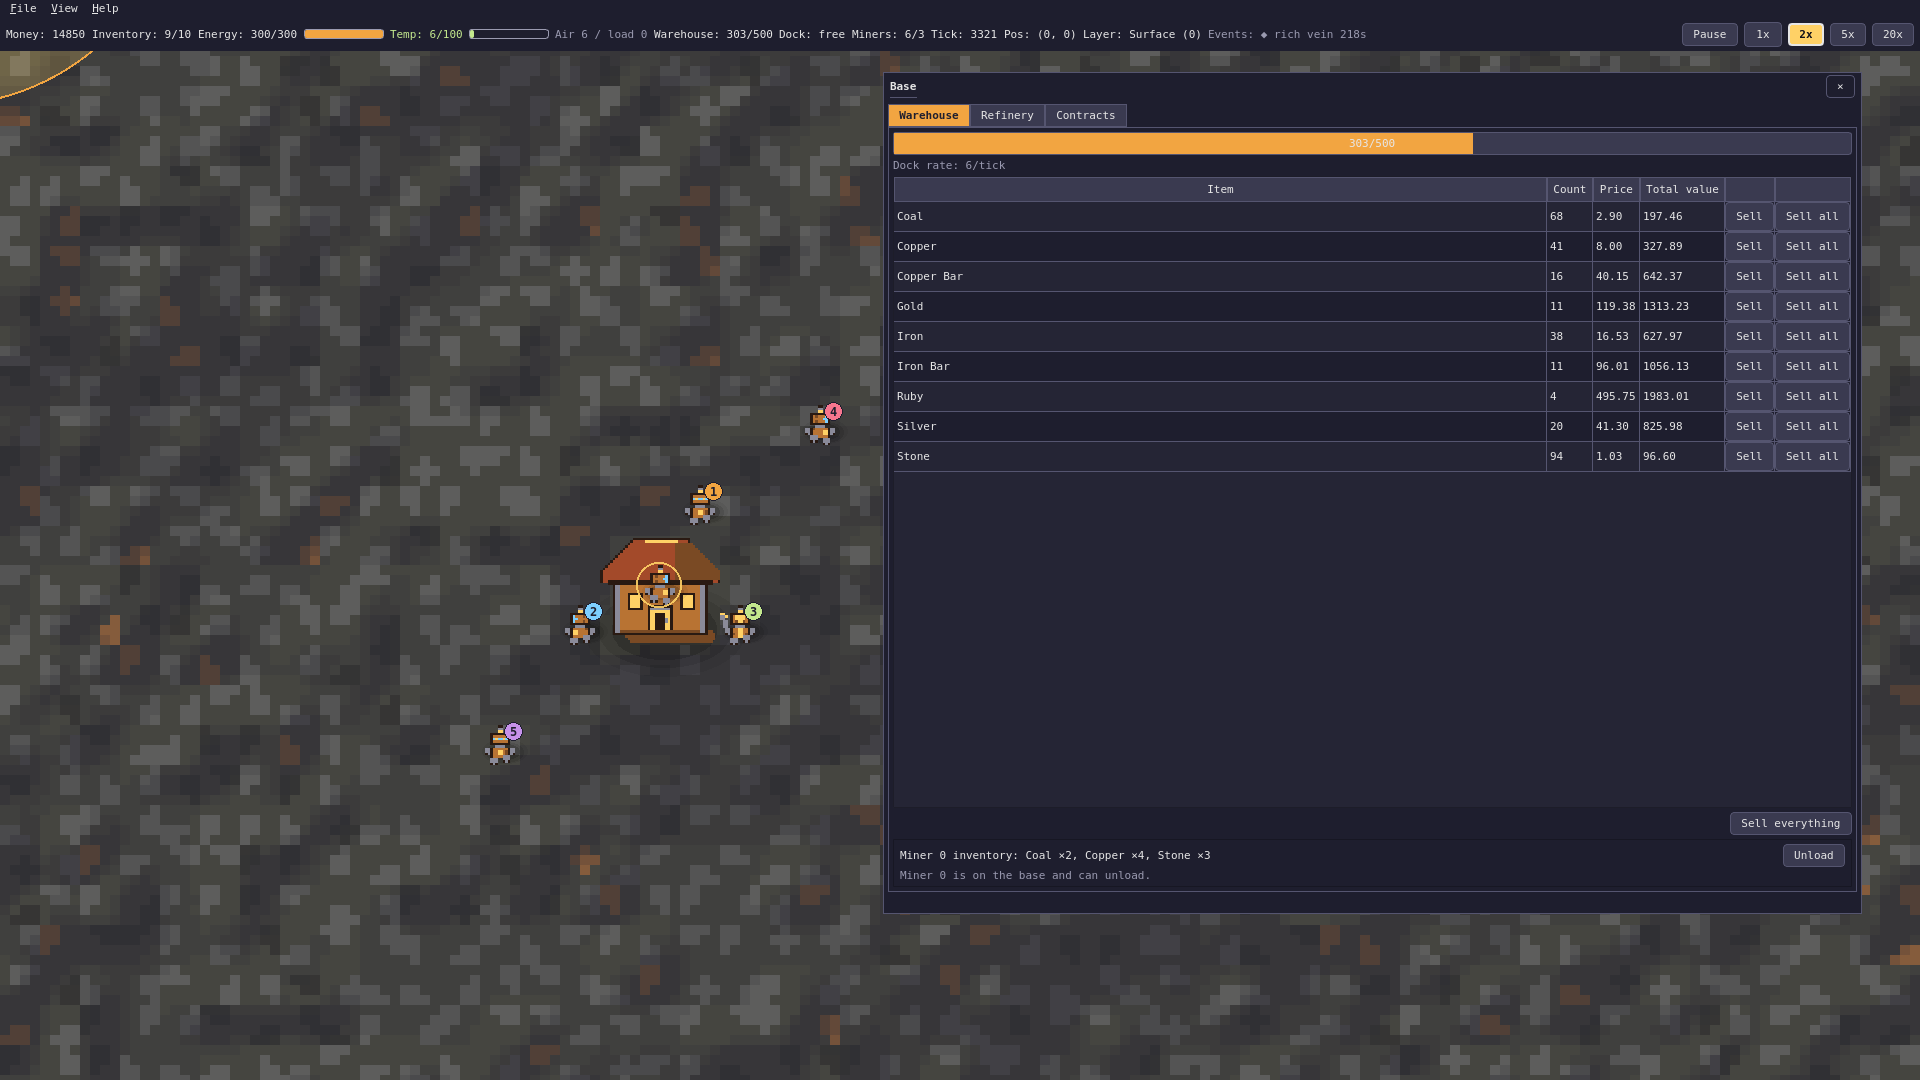 File View Help
Money: 14850 Inventory: 9/10 Energy: 300/300 Temp: 6/100 Air 6 / load 0 Warehouse: 303/500 Dock: free Miners: 6/3 Tick: 3321 Pos: (0, 0) Layer: Surface (0) Events: ◆ rich vein 218s Pause 1x 2x 5x 20x
Base ×
Warehouse Refinery Contracts
303/500
Dock rate: 6/tick
Item Count Price Total value
Coal 68 2.90 197.46 Sell Sell all
Copper 41 8.00 327.89 Sell Sell all
Copper Bar 16 40.15 642.37 Sell Sell all
Gold 11 119.38 1313.23 Sell Sell all
Iron 38 16.53 627.97 Sell Sell all
Iron Bar 11 96.01 1056.13 Sell Sell all
Ruby 4 495.75 1983.01 Sell Sell all
Silver 20 41.30 825.98 Sell Sell all
Stone 94 1.03 96.60 Sell Sell all
Sell everything
Miner 0 inventory: Coal ×2, Copper ×4, Stone ×3 Unload
Miner 0 is on the base and can unload.
4
1
2
3
5